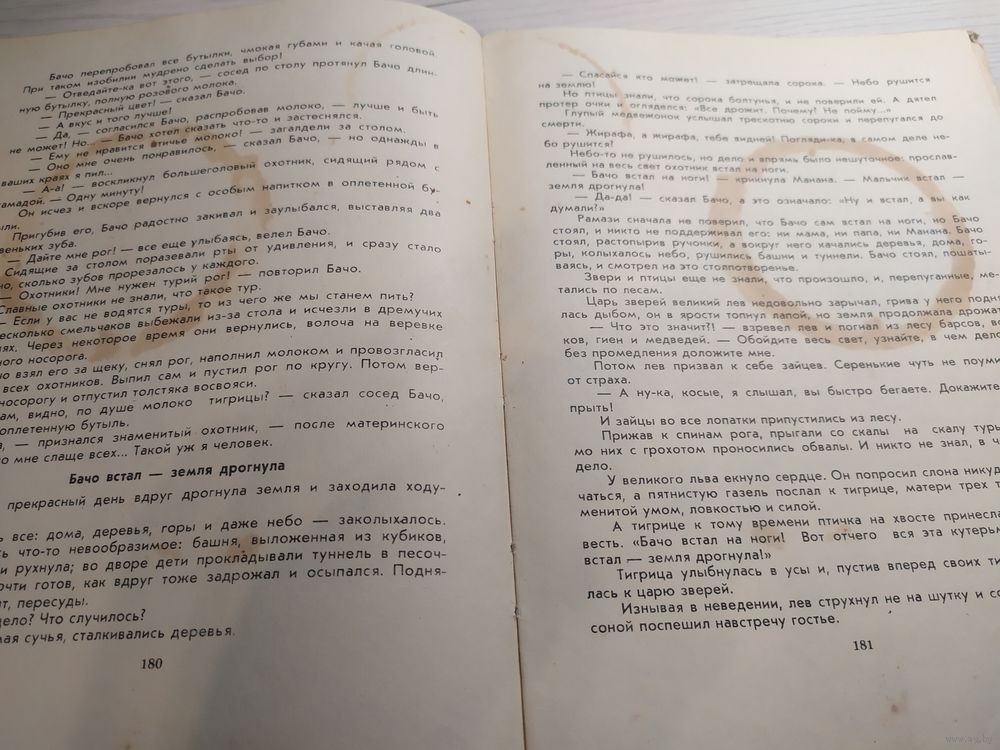 Бачо перепробовал все бутылки, чмокая губами и качая головой.
При таком изобилии мудрено сделать выбор!
— Отведайте-ка вот этого, — сосед по столу протянул Бачо длин-
ную бутылку, полную розового молока.
— Прекрасный цвет! — сказал Бачо.
— А вкус и того лучше!
— Да, — согласился Бачо, распробовав молоко, — лучше и быть
не может! Но... — Бачо хотел сказать что-то и застеснялся.
— Ему не нравится птичье молоко! — загалдели за столом.
— Оно мне очень понравилось, — сказал Бачо, — но однажды в
ваших краях я пил...
— А-а! — воскликнул большеголовый охотник, сидящий рядом с
тамадой. — Одну минуту!
Он исчез и вскоре вернулся с особым напитком в оплетенной бу-
ыли.
Пригубив его, Бачо радостно закивал и заулыбался, выставляя два
веньких зуба.
— Дайте мне рог! — все еще улыбаясь, велел Бачо.
Сидящие за столом поразевали рты от удивления, и сразу стало
но, сколько зубов прорезалось у каждого.
— Охотники! Мне нужен турий рог! — повторил Бачо.
Славные охотники не знали, что такое тур.
— Если у вас не водятся туры, то из чего же мы станем пить?
есколько смельчаков выбежали из-за стола и исчезли в дремучих
ях. Через некоторое время они вернулись, волоча на веревке
ного носорога.
о взял его за щеку, снял рог, наполнил молоком и провозгласил
всех охотников. Выпил сам и пустил рог по кругу. Потом вер-
носорогу и отпустил толстяка восвояси.
ам, видно, по душе молоко тигрицы? — сказал сосед Бачо,
оплетенную бутыль.
а, — признался знаменитый охотник, — после материнского
о мне слаще всех... Такой уж я человек.
Бачо встал — земля дрогнула
прекрасный день вдруг дрогнула земля и заходила ходу-
ь все: дома, деревья, горы и даже небо — заколыхалось.
ь что-то невообразимое: башня, выложенная из кубиков,
и рухнула; во дворе дети прокладывали туннель в песоч-
очти готов, как вдруг тоже задрожал и осыпался. Подня-
т, пересуды.
дело? Что случилось?
мая сучья, сталкивались деревья.
180
— Спасайся кто может! — затрещала сорока. — Небо рушится
на землю!
Но птицы знали, что сорока болтунья, и не поверили ей. А дятел
протер очки и огляделся: «Все дрожит. Почему? Не пойму...»
Глупый медвежонок услышал трескотню сороки и перепугался до
смерти.
— Жирафа, а жирафа, тебе видней! Погляди-ка, в самом деле не-
бо рушится!
Небо-то не рушилось, но дело и впрямь было нешуточное: прослав-
ленный на весь свет охотник встал на ноги.
— Бачо встал на ноги! — крикнула Манана. — Мальчик встал —
земля дрогнула!
— Да-да! — сказал Бачо, а это означало: «Ну и встал, а вы как
думали?»
Рамази сначала не поверил, что Бачо сам встал на ноги, но Бачо
стоял, и никто не поддерживал его: ни мама, ни папа, ни Манана. Бачо
стоял, растопырив ручонки, а вокруг него качались деревья, дома, го-
ры, колыхалось небо, рушились башни и туннели. Бачо стоял, пошаты-
ваясь, и смотрел на это столпотворенье.
Звери и птицы еще не знали, что произошло, и, перепуганные, ме-
тались по лесам.
Царь зверей великий лев недовольно зарычал, грива у него подня
лась дыбом, он в ярости топнул лапой, но земля продолжала дрожат
— Что это значит?! — взревел лев и погнал из лесу барсов, во
ков, гиен и медведей. — Обойдите весь свет, узнайте, в чем дело
без промедления доложите мне.
Потом лев призвал к себе зайцев. Серенькие чуть не поуми
от страха.
— А ну-ка, косые, я слышал, вы быстро бегаете. Докажите
прыть!
И зайцы во все лопатки припустились из лесу.
Прижав к спинам рога, прыгали со скалы на скалу туры
мо них с грохотом проносились обвалы. И никто не знал, в ч
дело.
У великого льва екнуло сердце. Он попросил слона никуд
чаться, а пятнистую газель послал к тигрице, матери трех т
менитой умом, ловкостью и силой.
А тигрице к тому времени птичка на хвосте принесла
весть. «Бачо встал на ноги! Вот отчего вся эта кутерьм
встал — земля дрогнула!»
Тигрица улыбнулась в усы и, пустив вперед своих ти
лась к царю зверей.
Изнывая в неведении, лев струхнул не на шутку и со
соной поспешил навстречу гостье.
181
www.ay.by